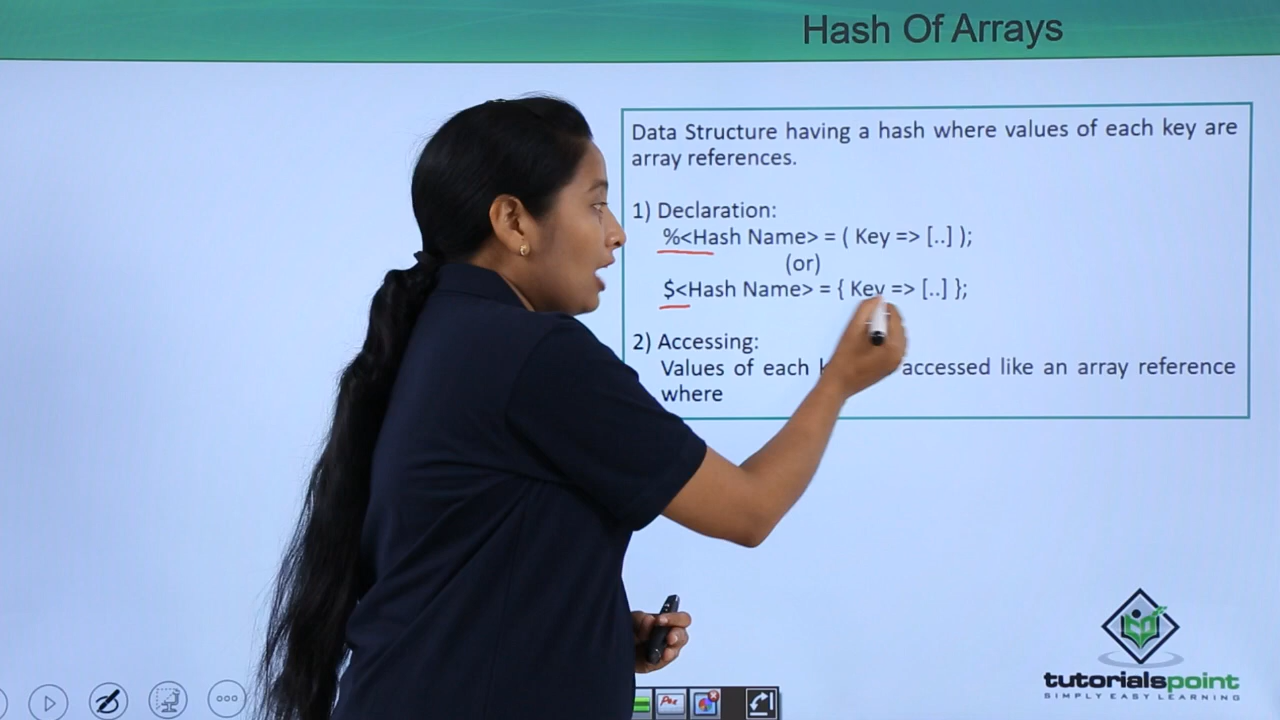 Hash Of Arrays
Data Structure having a hash where values of each key are
array references.
1) Declaration:
%<Hash Name> = ( Key => [..] );
(or)
$<Hash Name> = { Key => [..] };
2) Accessing:
Values of each accessed like an array reference
where
tutorialspoint
SIMPLY EASY LEARNING